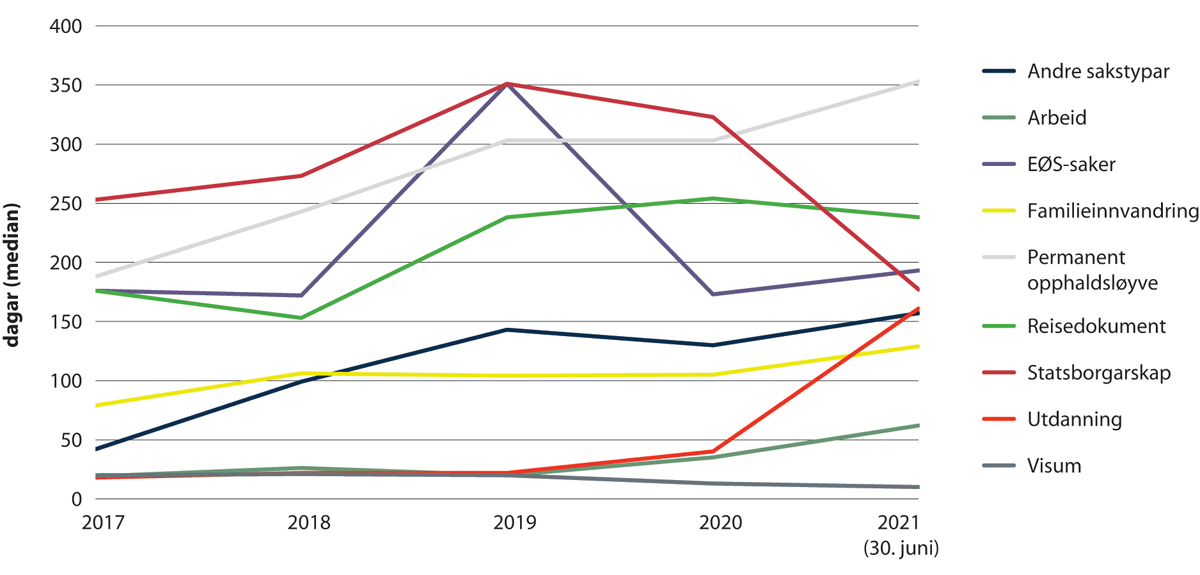 dagar (median)
400
350
300
250
200
150
100
50
0
2017
2018
2019
2020
2021
(30. juni)
Andre sakstypar
Arbeid
EØS-saker
Familieinnvandring
Permanent
opphaldsløyve
Reisedokument
Statsborgarskap
Utdanning
Visum